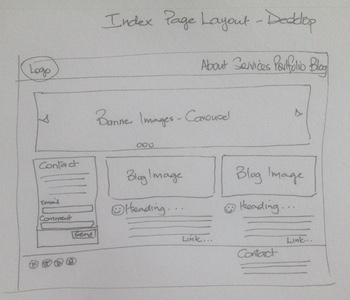 Index Page Layout - Desktop
Logo
About Services Portfolio Blog
Banner Images - Carousel
Contact
Email
Comment
Send
Blog Image
Heading...
Link...
Blog Image
Heading...
Link...
Contact